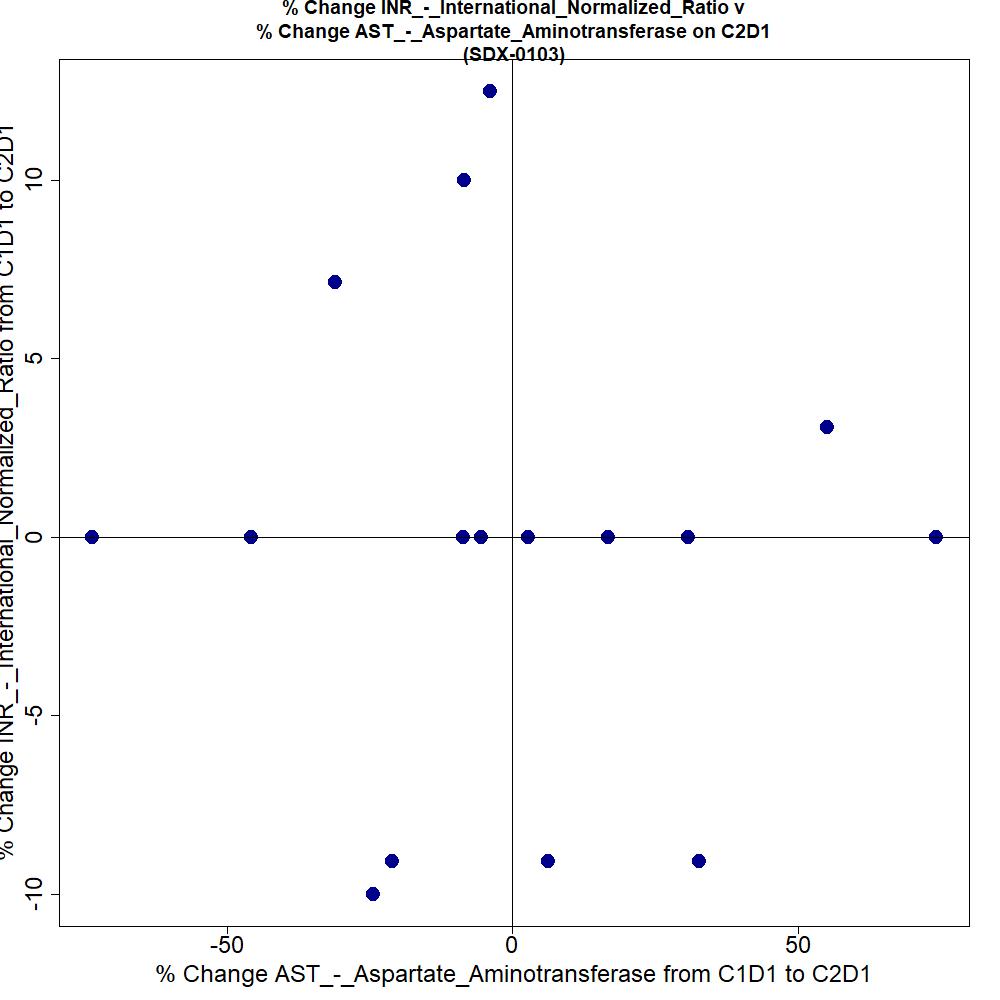 % Change INR_-_International_Normalized_Ratio v
% Change AST_-_Aspartate_Aminotransferase on C2D1
(SDX-0103)
% Change INR_-_International_Normalized_Ratio from C1D1 to C2D1
10
5
0
-5
-10
-50
0
50
% Change AST_-_Aspartate_Aminotransferase from C1D1 to C2D1